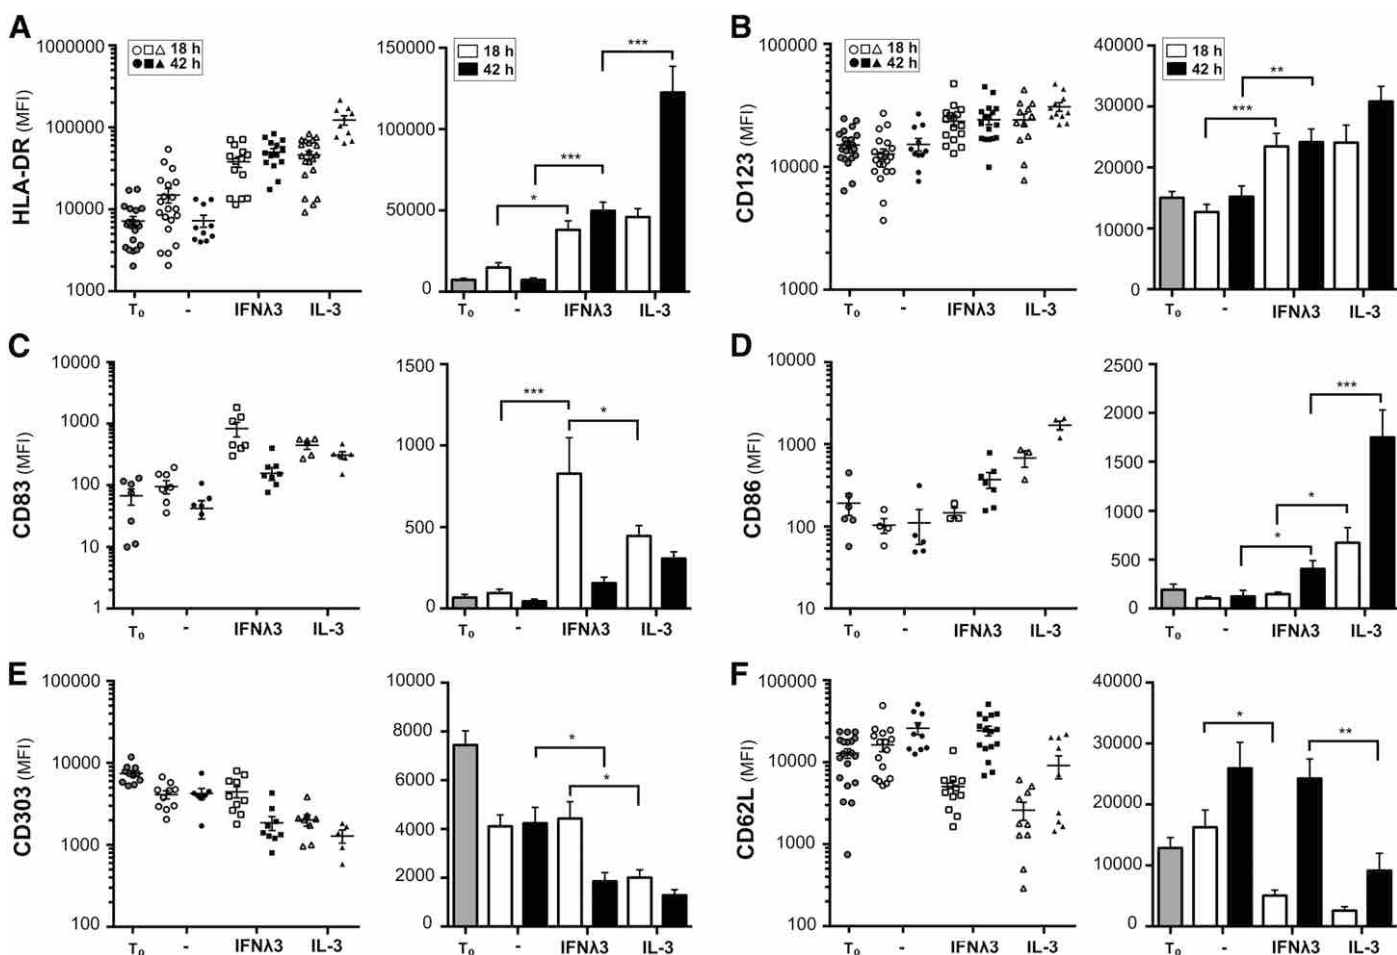 A
HLA-DR (MFI)
1000000
100000
10000
1000
○□△ 18 h
●■▲ 42 h
T₀
-
IFNλ3
IL-3
150000
100000
50000
0
18 h
42 h
*
***
***
T₀
-
IFNλ3
IL-3
B
CD123 (MFI)
100000
10000
1000
○□△ 18 h
●■▲ 42 h
T₀
-
IFNλ3
IL-3
40000
30000
20000
10000
0
18 h
42 h
***
**
T₀
-
IFNλ3
IL-3
C
CD83 (MFI)
10000
1000
100
10
1
T₀
-
IFNλ3
IL-3
1500
1000
500
0
***
*
T₀
-
IFNλ3
IL-3
D
CD86 (MFI)
10000
1000
100
10
T₀
-
IFNλ3
IL-3
2500
2000
1500
1000
500
0
*
*
***
T₀
-
IFNλ3
IL-3
E
CD303 (MFI)
100000
10000
1000
100
T₀
-
IFNλ3
IL-3
10000
8000
6000
4000
2000
0
*
*
T₀
-
IFNλ3
IL-3
F
CD62L (MFI)
100000
10000
1000
100
T₀
-
IFNλ3
IL-3
40000
30000
20000
10000
0
*
**
T₀
-
IFNλ3
IL-3